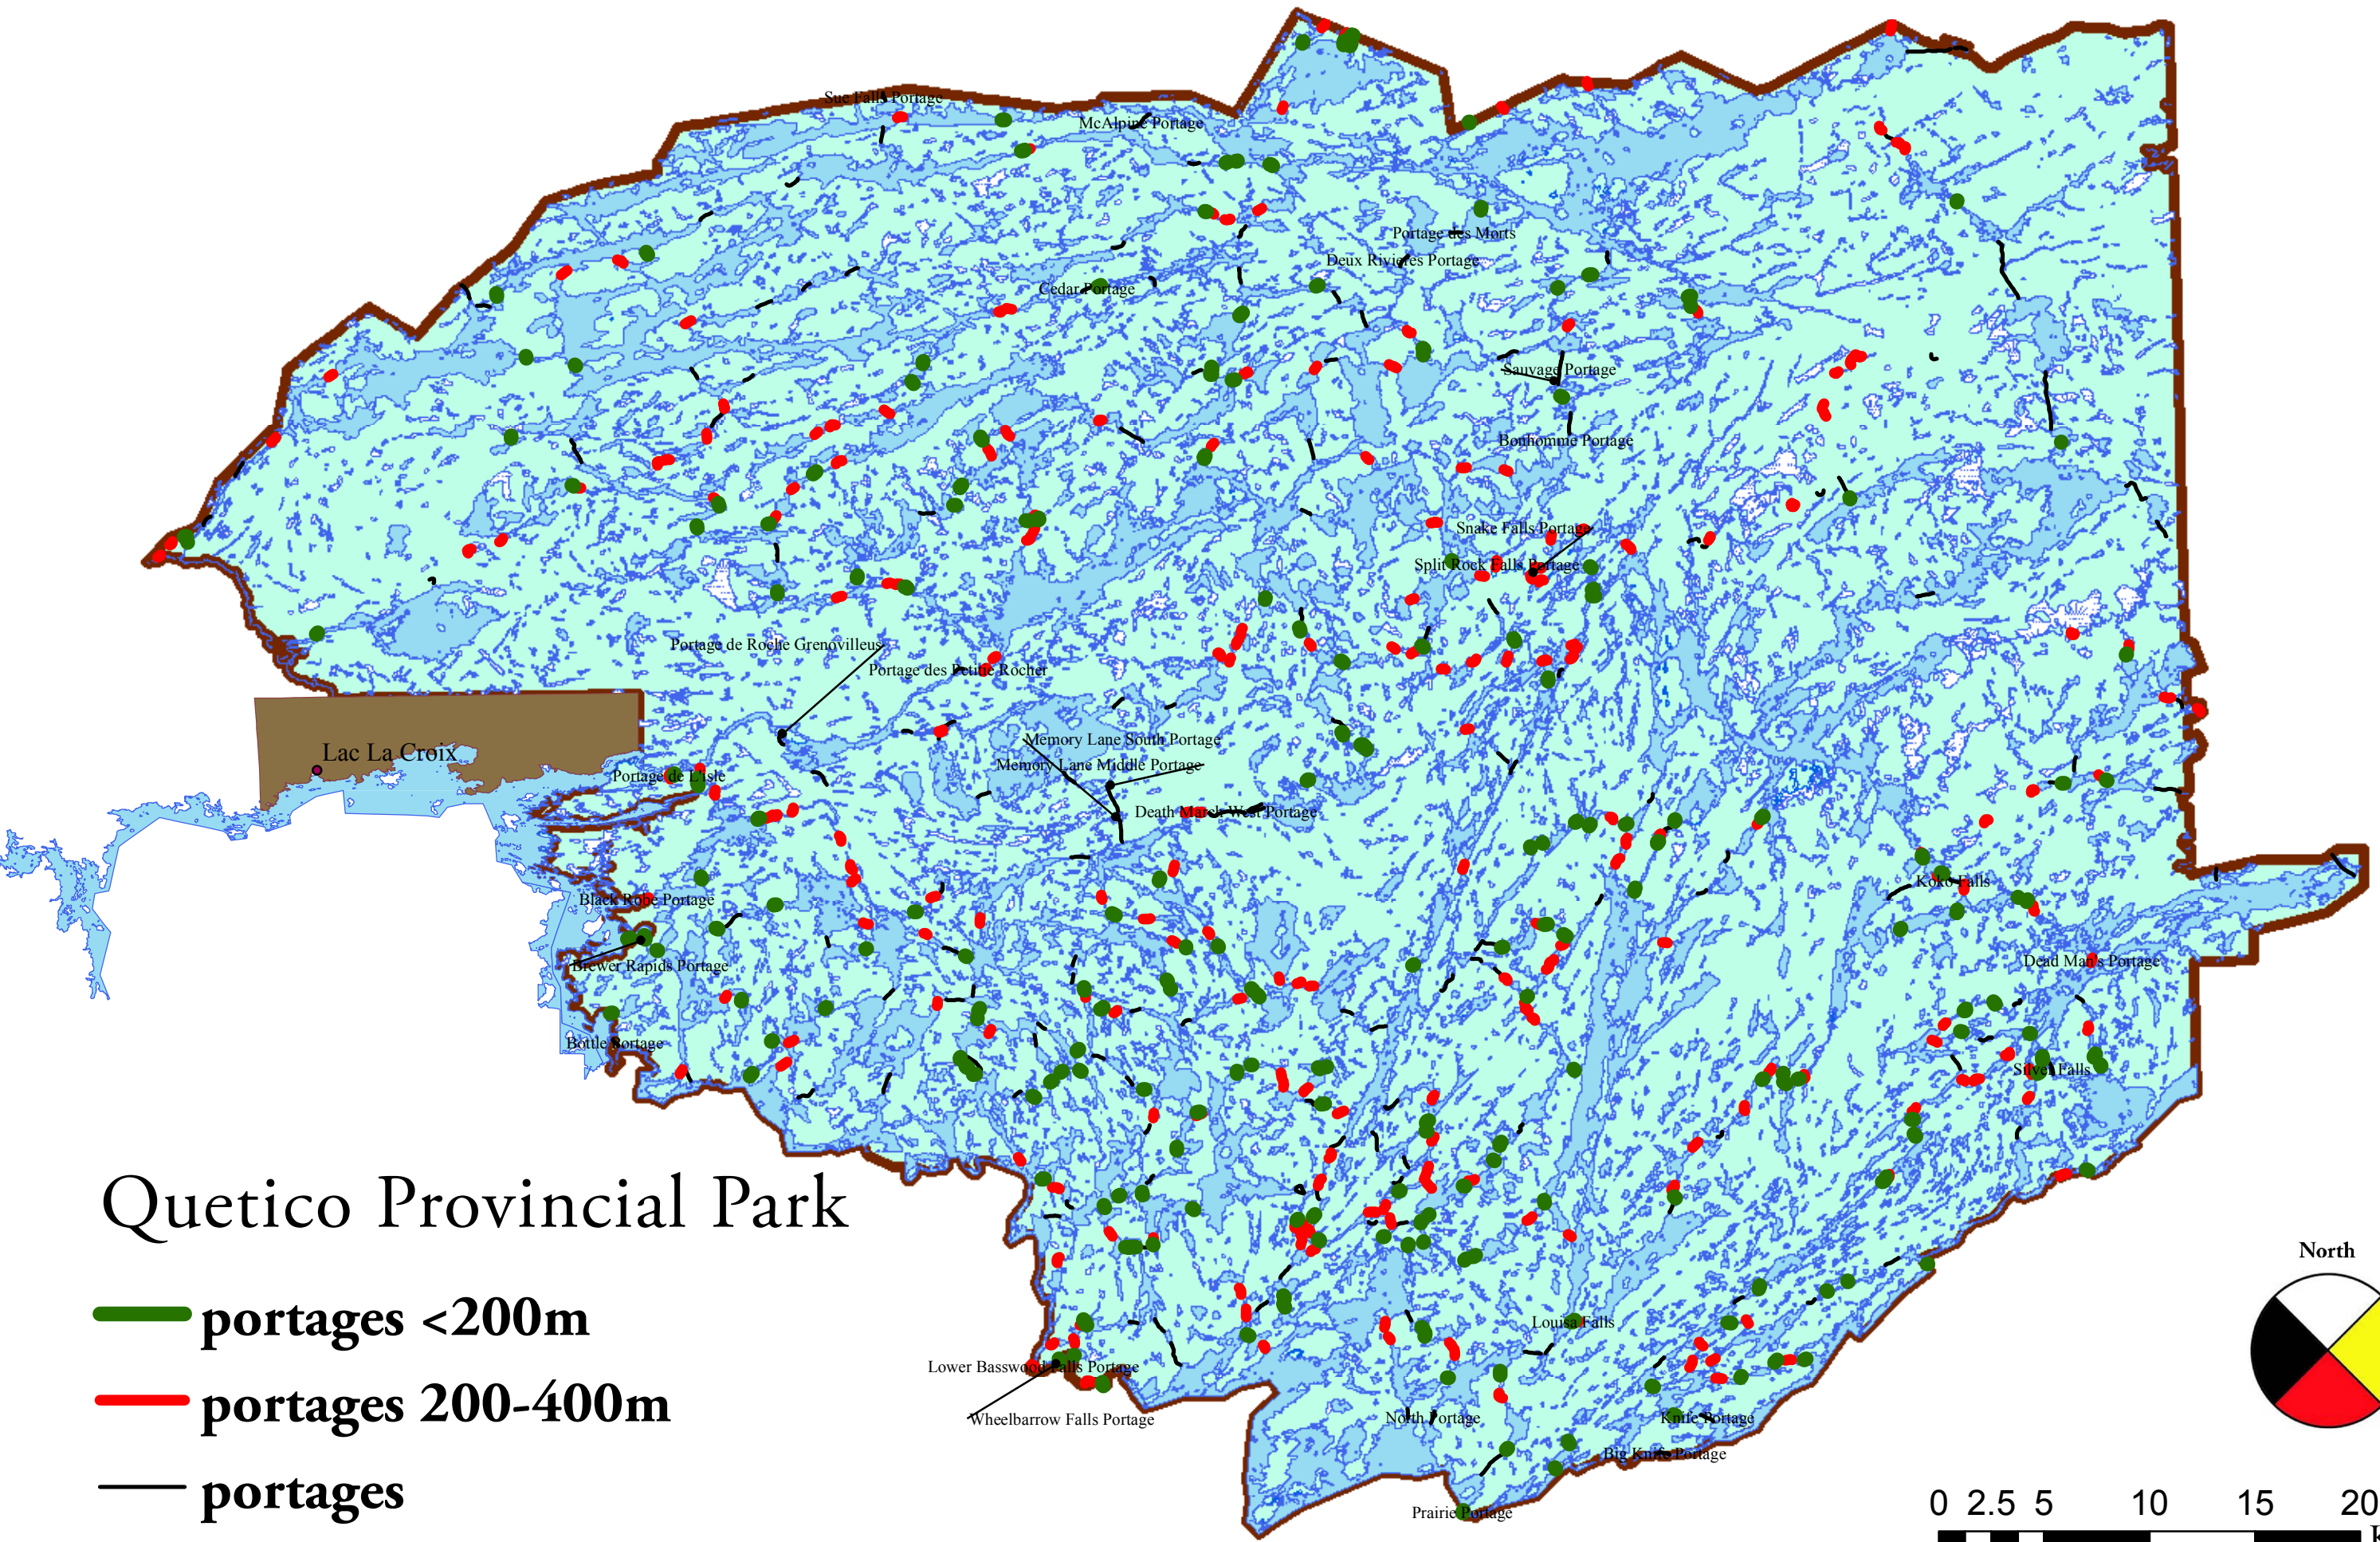 Sue Falls Portage
McAlpine Portage
Portage des Morts
Deux Rivieres Portage
Cedar Portage
Sauvage Portage
Bonhomme Portage
Snake Falls Portage
Split Rock Falls Portage
Portage de Roche Grenovilleus
Portage des Petite Rocher
Memory Lane South Portage
Lac La Croix
Memory Lane Middle Portage
Portage de L'isle
Death March West Portage
Koko Falls
Black Robe Portage
Dead Man's Portage
Brewer Rapids Portage
Bottle Portage
Silver Falls
Quetico Provincial Park
North
portages <200m
Louisa Falls
Lower Basswood Falls Portage
portages 200-400m
Wheelbarrow Falls Portage
North Portage
Knife Portage
Big Knife Portage
portages
Prairie Portage
0 2.5 5 10 15 20